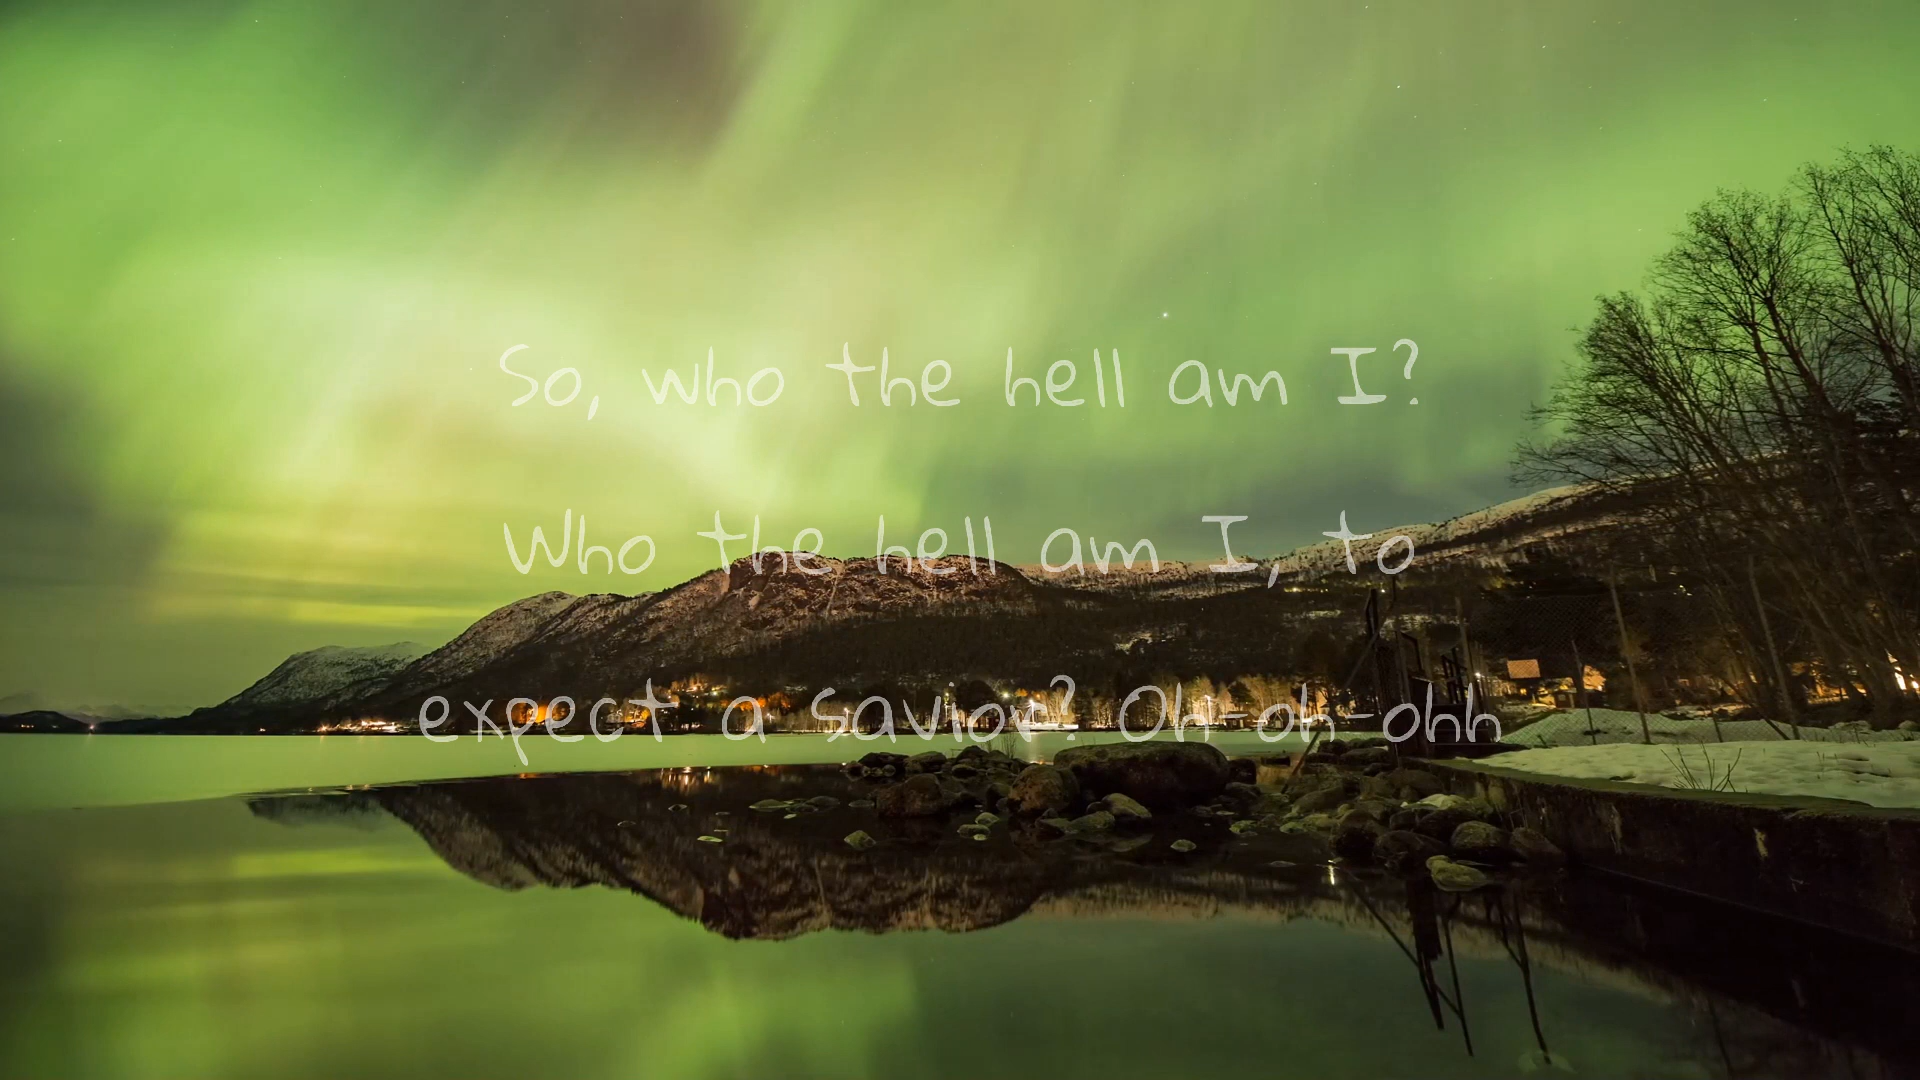 So, who the hell am I?
Who the hell am I, to
expect a savior? Oh-oh-ohh